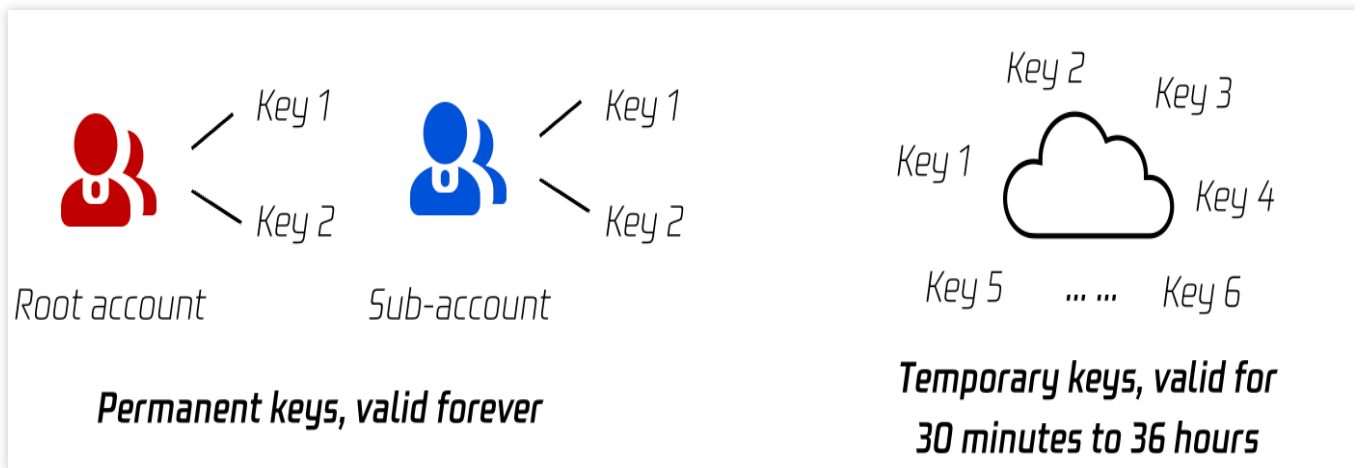 Key 1
Key 2
Root account
Key 1
Key 2
Sub-account
Permanent keys, valid forever
Key 2
Key 3
Key 1
Key 4
Key 5
... ...
Key 6
Temporary keys, valid for
30 minutes to 36 hours